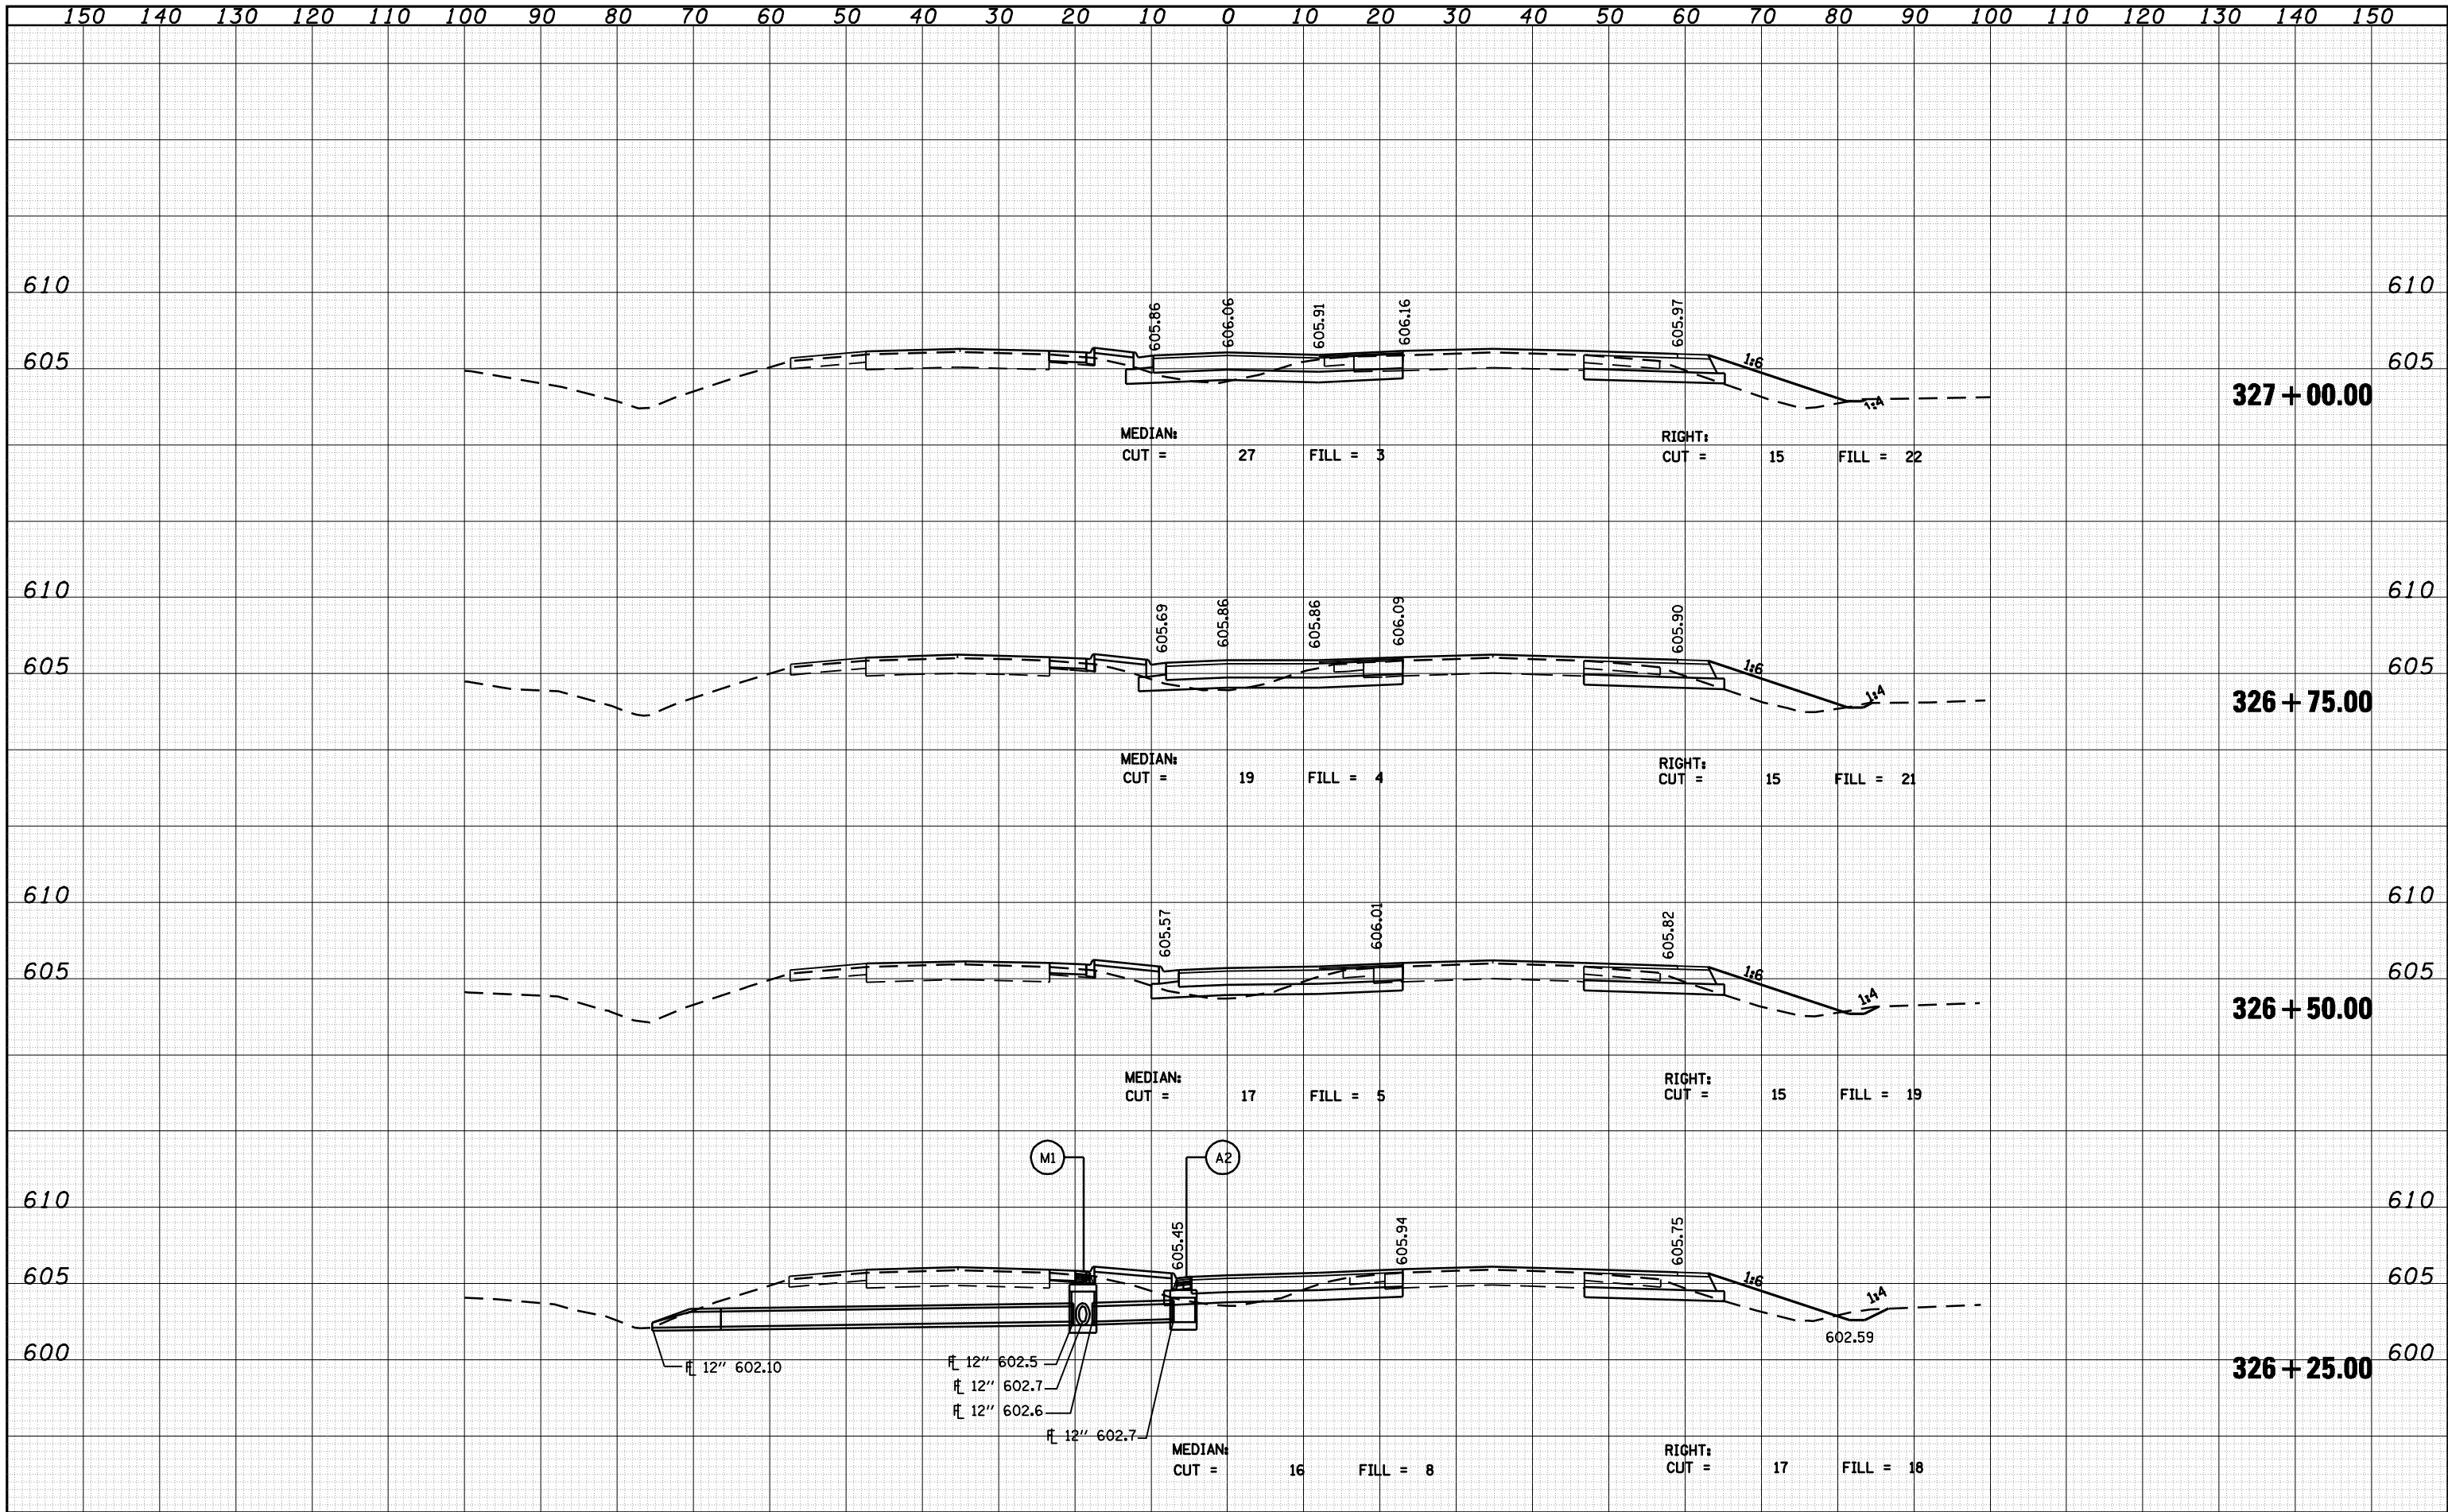 150 140 130 120 110 100 90 80 70 60 50 40 30 20 10 0 10 20 30 40 50 60 70 80 90 100 110 120 130 140 150
610 610
605.86 606.06 605.91 606.16 605.97
605 1:6 605
1:4
327+00.00
MEDIAN: RIGHT:
CUT = 27 FILL = 3 CUT = 15 FILL = 22
610 610
605.69 605.86 605.86 606.09 605.90
605 1:6 605
1:4
326+75.00
MEDIAN: RIGHT:
CUT = 19 FILL = 4 CUT = 15 FILL = 21
610 610
605.57 606.01 605.82
605 1:6 605
1:4
326+50.00
MEDIAN: RIGHT:
CUT = 17 FILL = 5 CUT = 15 FILL = 19
M1 A2
610 610
605.45 605.94 605.75
605 1:6 605
1:4
602.59
600 600
FL 12" 602.10
FL 12" 602.5
FL 12" 602.7
FL 12" 602.6
FL 12" 602.7
326+25.00
MEDIAN: RIGHT:
CUT = 16 FILL = 8 CUT = 17 FILL = 18